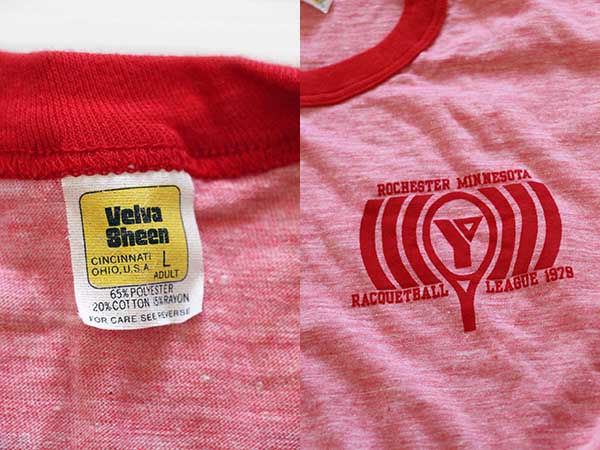 Velva
Sheen
CINCINNATI
OHIO, U.S.A.
L
ADULT
65% POLYESTER
20% COTTON 15% RAYON
FOR CARE SEE REVERSE
ROCHESTER MINNESOTA
Y
RACQUETBALL LEAGUE 1979